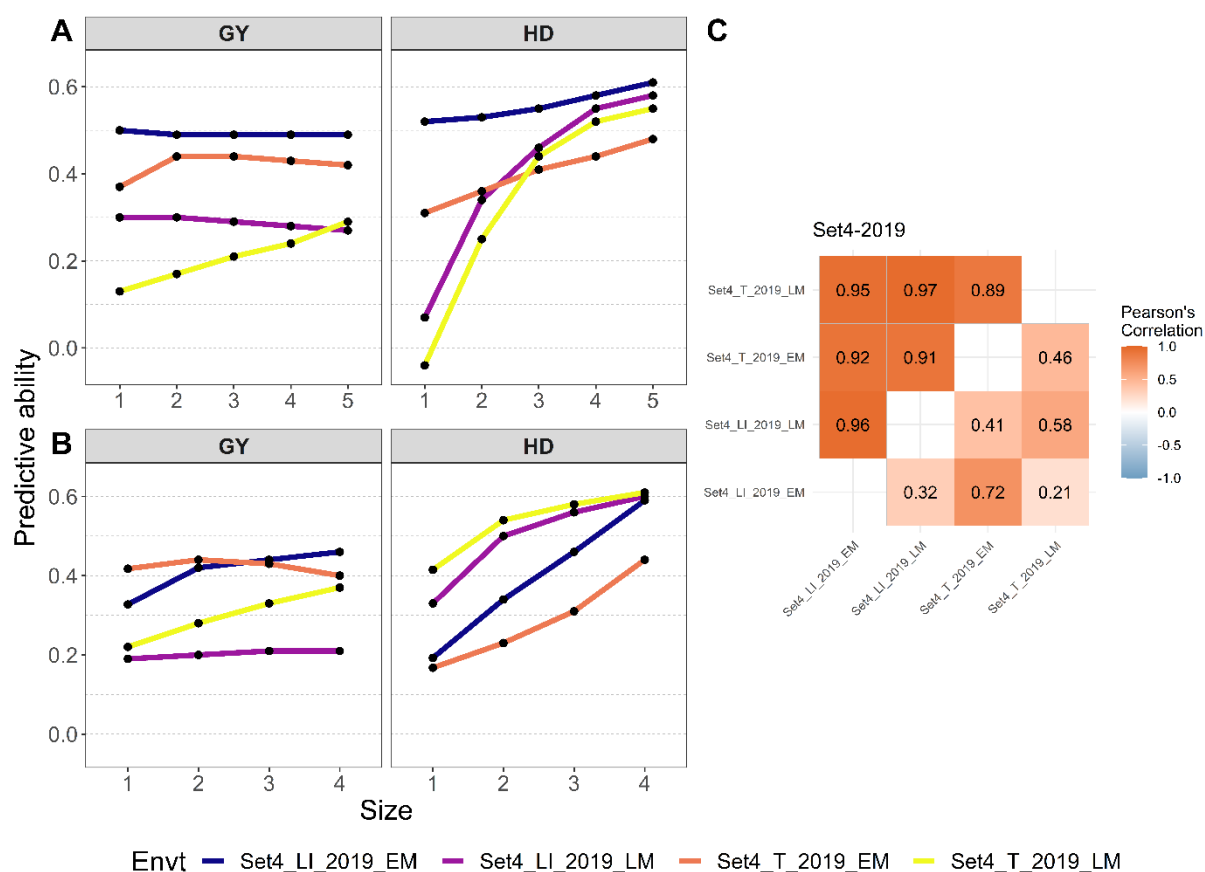 A
GY
HD
C
0.6
0.4
0.2
0.0
1 2 3 4 5
1 2 3 4 5
Predictive ability
B
GY
HD
0.6
0.4
0.2
0.0
1 2 3 4
1 2 3 4
Size
Set4-2019
Set4_T_2019_LM
0.95 0.97 0.89
Set4_T_2019_EM
0.92 0.91 0.46
Set4_LI_2019_LM
0.96 0.41 0.58
Set4_LI_2019_EM
0.32 0.72 0.21
Set4_LI_2019_EM
Set4_LI_2019_LM
Set4_T_2019_EM
Set4_T_2019_LM
Pearson's
Correlation
1.0
0.5
0.0
-0.5
-1.0
Envt Set4_LI_2019_EM Set4_LI_2019_LM Set4_T_2019_EM Set4_T_2019_LM